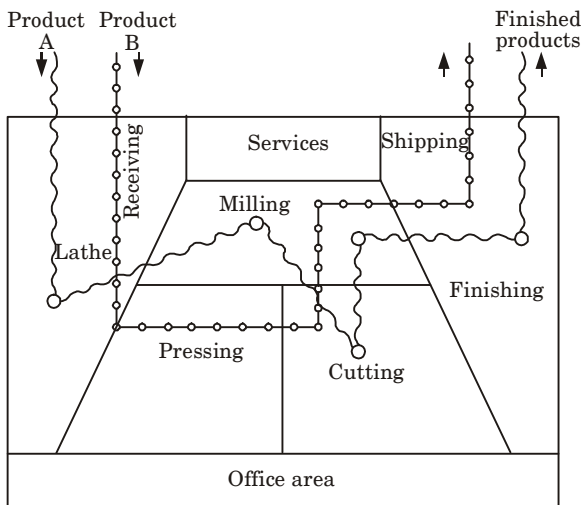 Product
A
Product
B
Finished
products
Receiving
Services
Shipping
Milling
Lathe
Finishing
Pressing
Cutting
Office area